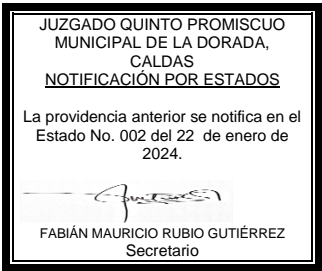 JUZGADO QUINTO PROMISCUO
MUNICIPAL DE LA DORADA,
CALDAS
NOTIFICACIÓN POR ESTADOS
La providencia anterior se notifica en el
Estado No. 002 del 22 de enero de
2024.
FABIÁN MAURICIO RUBIO GUTIÉRREZ
Secretario